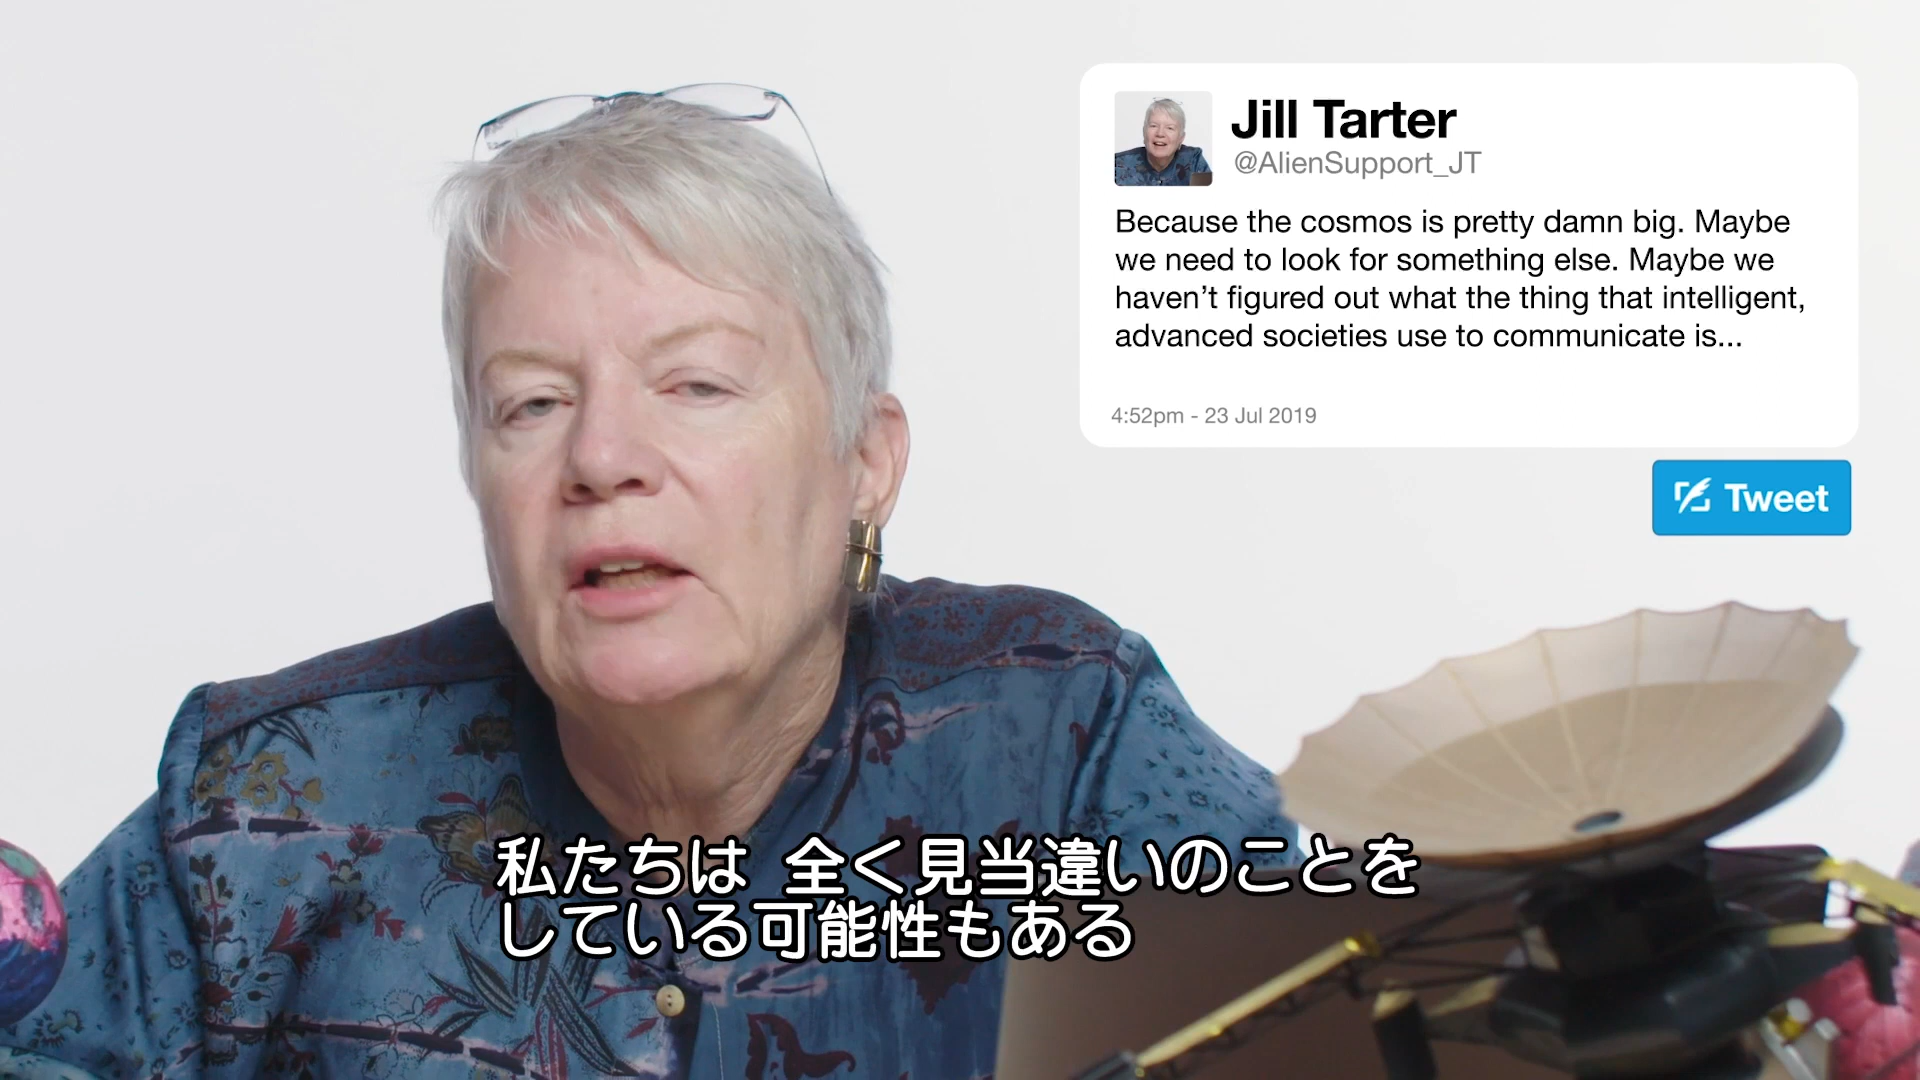 Jill Tarter
@AlienSupport_JT
Because the cosmos is pretty damn big. Maybe
we need to look for something else. Maybe we
haven’t figured out what the thing that intelligent,
advanced societies use to communicate is...
4:52pm - 23 Jul 2019
Tweet
私たちは 全く見当違いのことを
している可能性もある